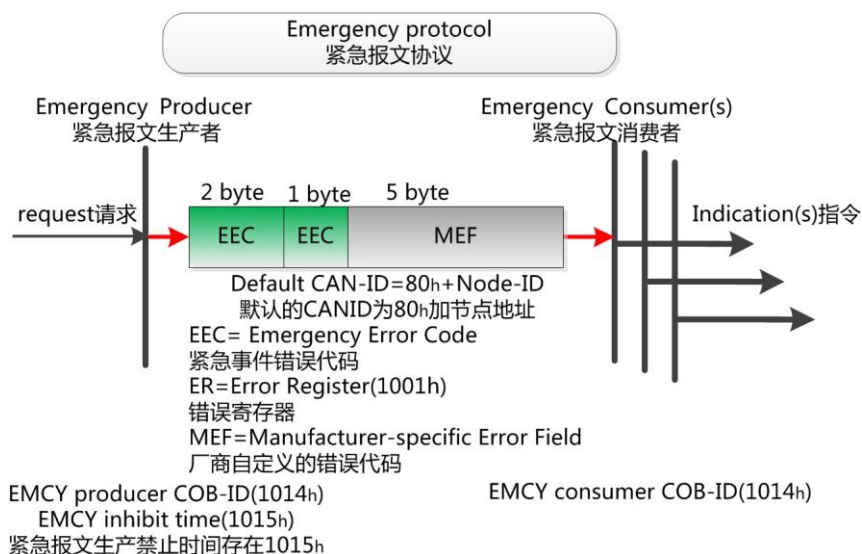 Emergency protocol
紧急报文协议
Emergency Producer
紧急报文生产者
Emergency Consumer(s)
紧急报文消费者
2 byte
1 byte
5 byte
request请求
EEC
EEC
MEF
Indication(s)指令
Default CAN-ID=80h+Node-ID
默认的CANID为80h加节点地址
EEC= Emergency Error Code
紧急事件错误代码
ER=Error Register(1001h)
错误寄存器
MEF=Manufacturer-specific Error Field
厂商自定义的错误代码
EMCY producer COB-ID(1014h)
EMCY inhibit time(1015h)
紧急报文生产禁止时间存在1015h
EMCY consumer COB-ID(1014h)